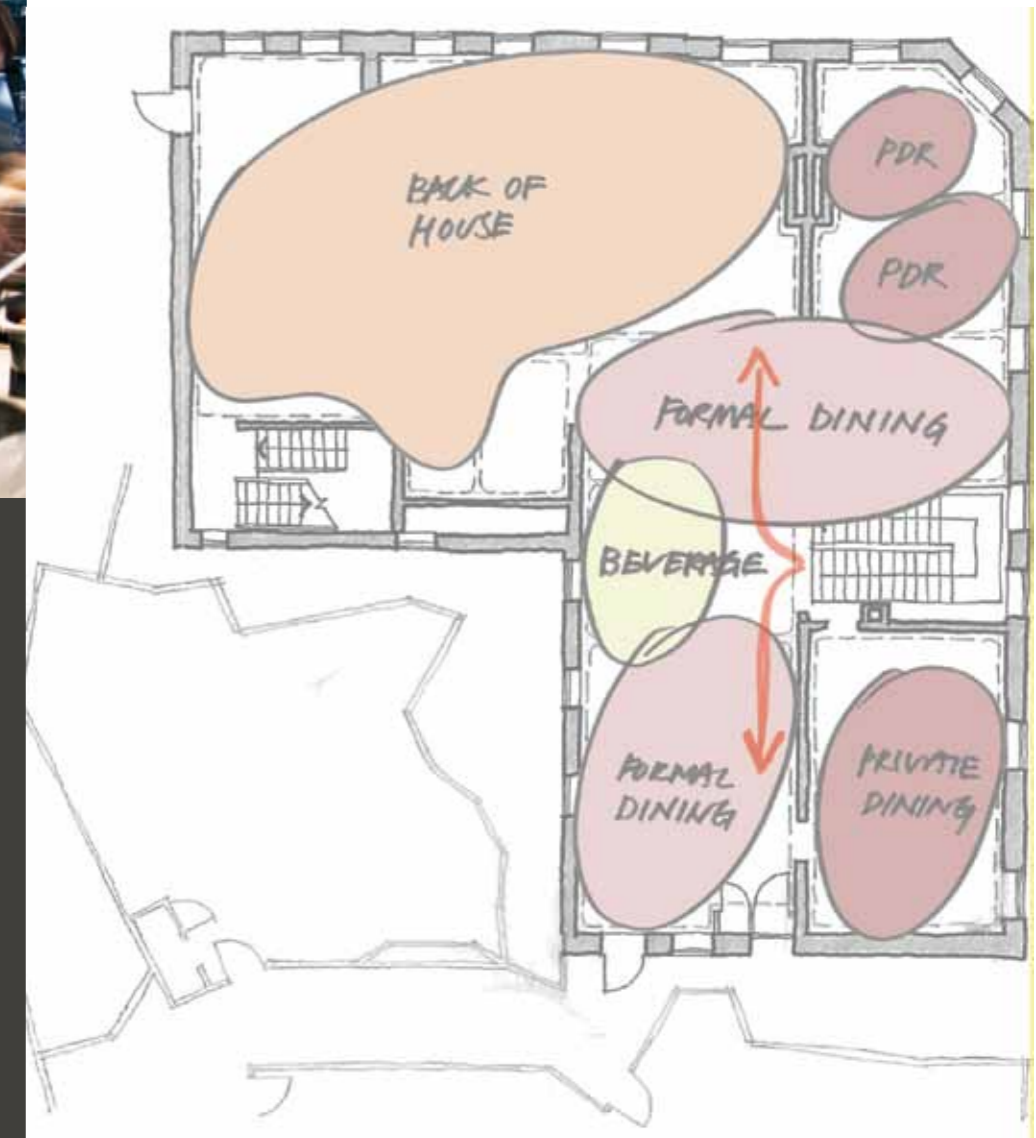 BACK OF
HOUSE
PDR
PDR
FORMAL DINING
BEVERAGE
FORMAL
DINING
PRIVATE
DINING